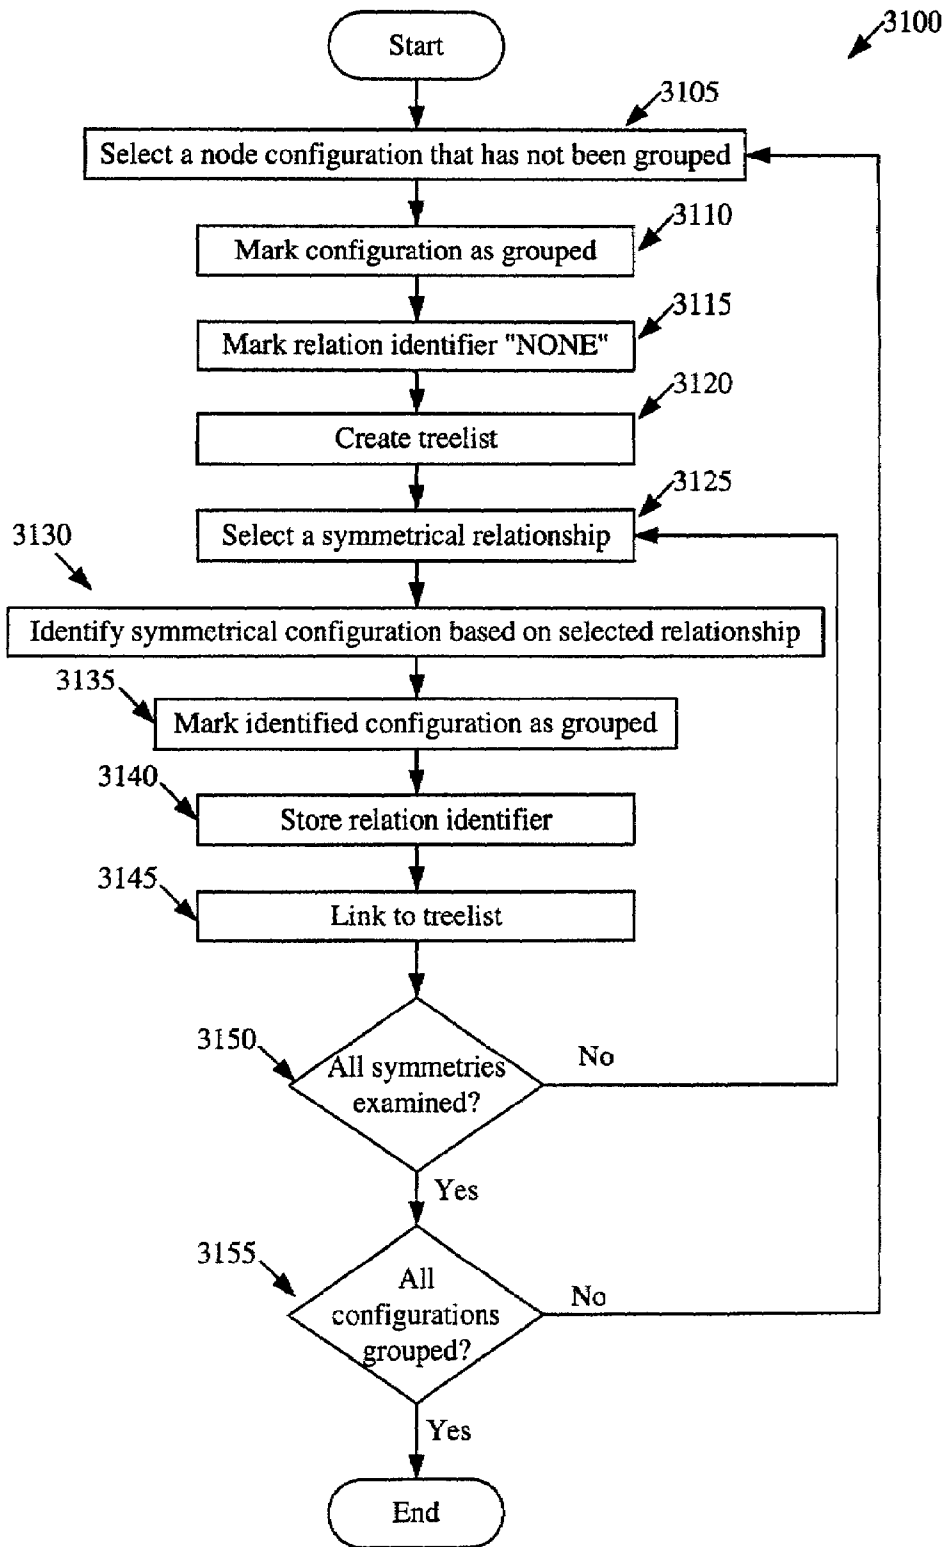 Start
3100
3105
Select a node configuration that has not been grouped
3110
Mark configuration as grouped
3115
Mark relation identifier "NONE"
3120
Create treelist
3125
Select a symmetrical relationship
3130
Identify symmetrical configuration based on selected relationship
3135
Mark identified configuration as grouped
3140
Store relation identifier
3145
Link to treelist
3150
All symmetries
examined?
No
Yes
3155
All
configurations
grouped?
No
Yes
End